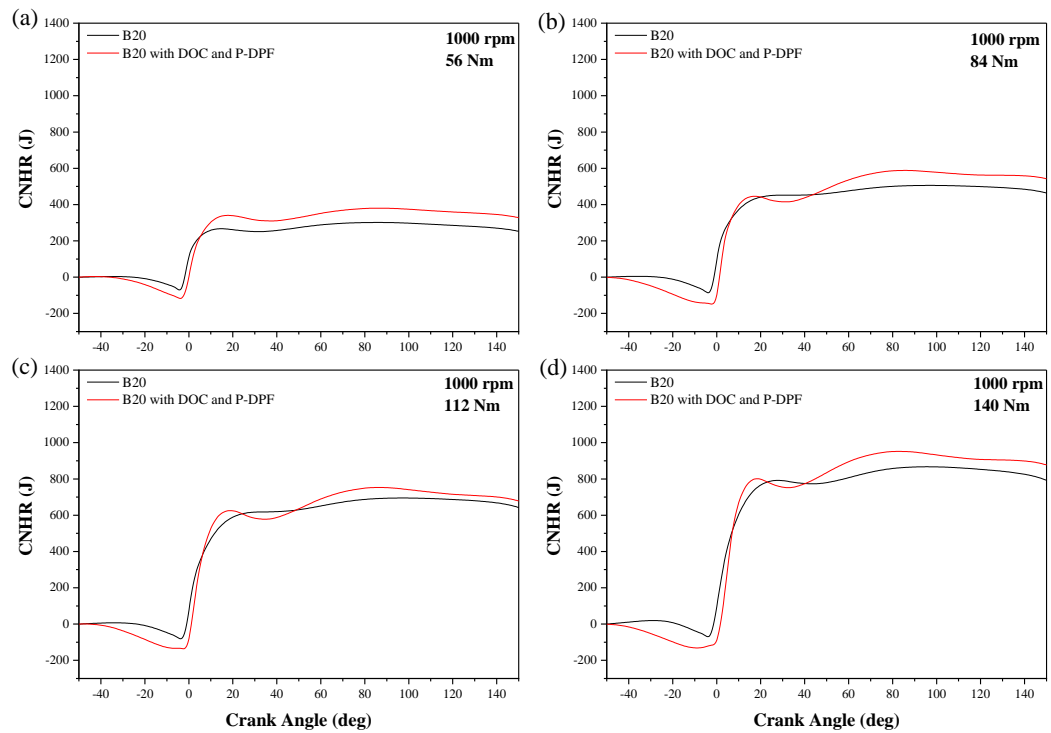 (a)
1400
1200
1000
800
600
400
200
0
-200
CNHR (J)
B20
B20 with DOC and P-DPF
1000 rpm
56 Nm
-40 -20 0 20 40 60 80 100 120 140
(b)
1400
1200
1000
800
600
400
200
0
-200
CNHR (J)
B20
B20 with DOC and P-DPF
1000 rpm
84 Nm
-40 -20 0 20 40 60 80 100 120 140
(c)
1400
1200
1000
800
600
400
200
0
-200
CNHR (J)
B20
B20 with DOC and P-DPF
1000 rpm
112 Nm
-40 -20 0 20 40 60 80 100 120 140
Crank Angle (deg)
(d)
1400
1200
1000
800
600
400
200
0
-200
CNHR (J)
B20
B20 with DOC and P-DPF
1000 rpm
140 Nm
-40 -20 0 20 40 60 80 100 120 140
Crank Angle (deg)